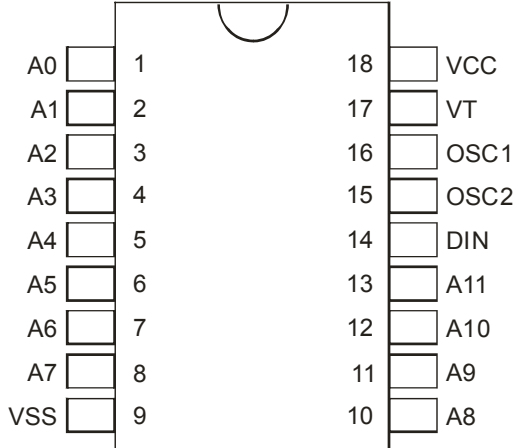 A0 1 18 VCC
A1 2 17 VT
A2 3 16 OSC1
A3 4 15 OSC2
A4 5 14 DIN
A5 6 13 A11
A6 7 12 A10
A7 8 11 A9
VSS 9 10 A8